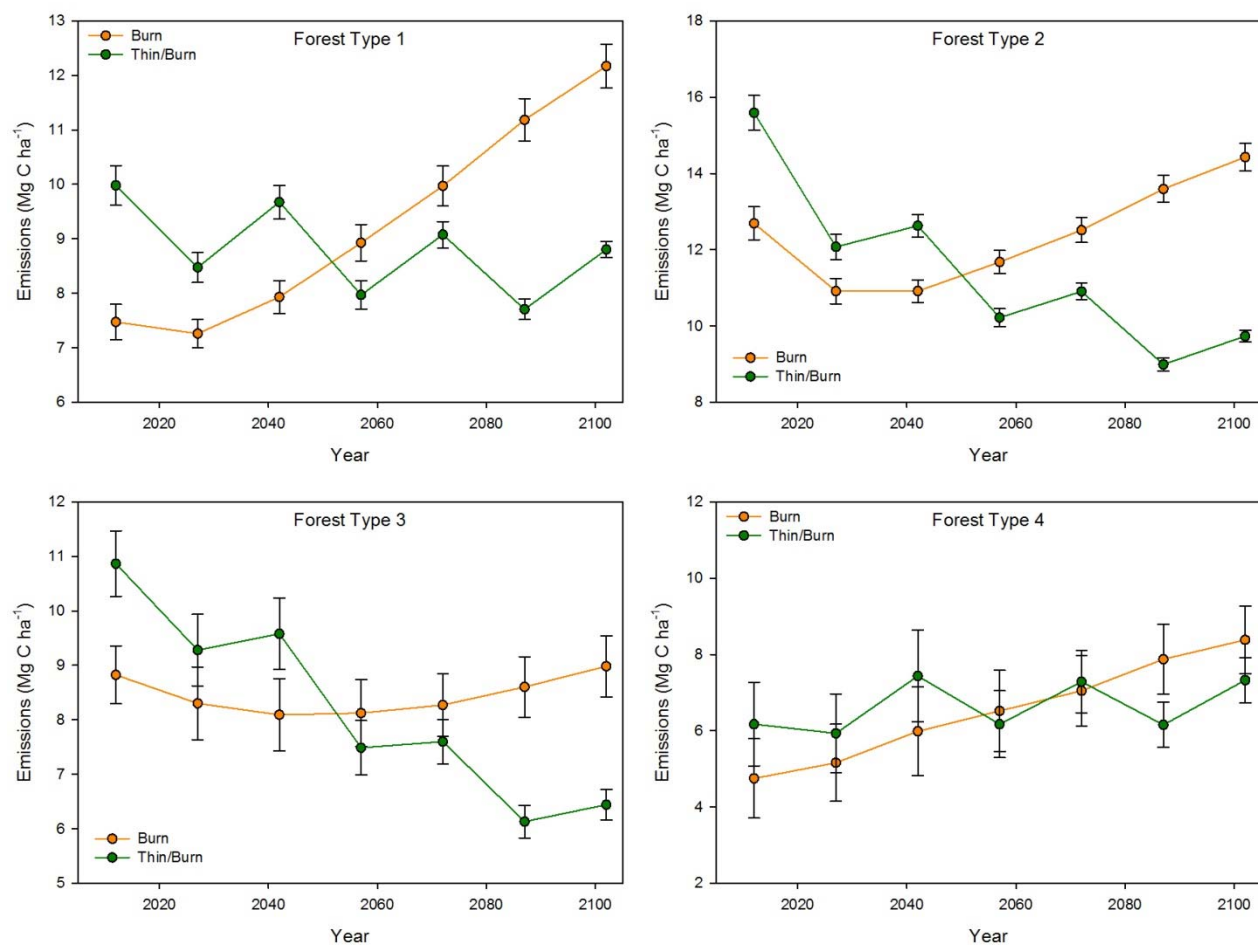 Forest Type 1
Burn
Thin/Burn
13
12
11
10
9
8
7
6
Emissions (Mg C ha⁻¹)
2020 2040 2060 2080 2100
Year
Forest Type 2
18
16
14
12
10
8
Emissions (Mg C ha⁻¹)
Burn
Thin/Burn
2020 2040 2060 2080 2100
Year
Forest Type 3
12
11
10
9
8
7
6
5
Emissions (Mg C ha⁻¹)
Burn
Thin/Burn
2020 2040 2060 2080 2100
Year
Forest Type 4
Burn
Thin/Burn
12
10
8
6
4
2
Emissions (Mg C ha⁻¹)
2020 2040 2060 2080 2100
Year